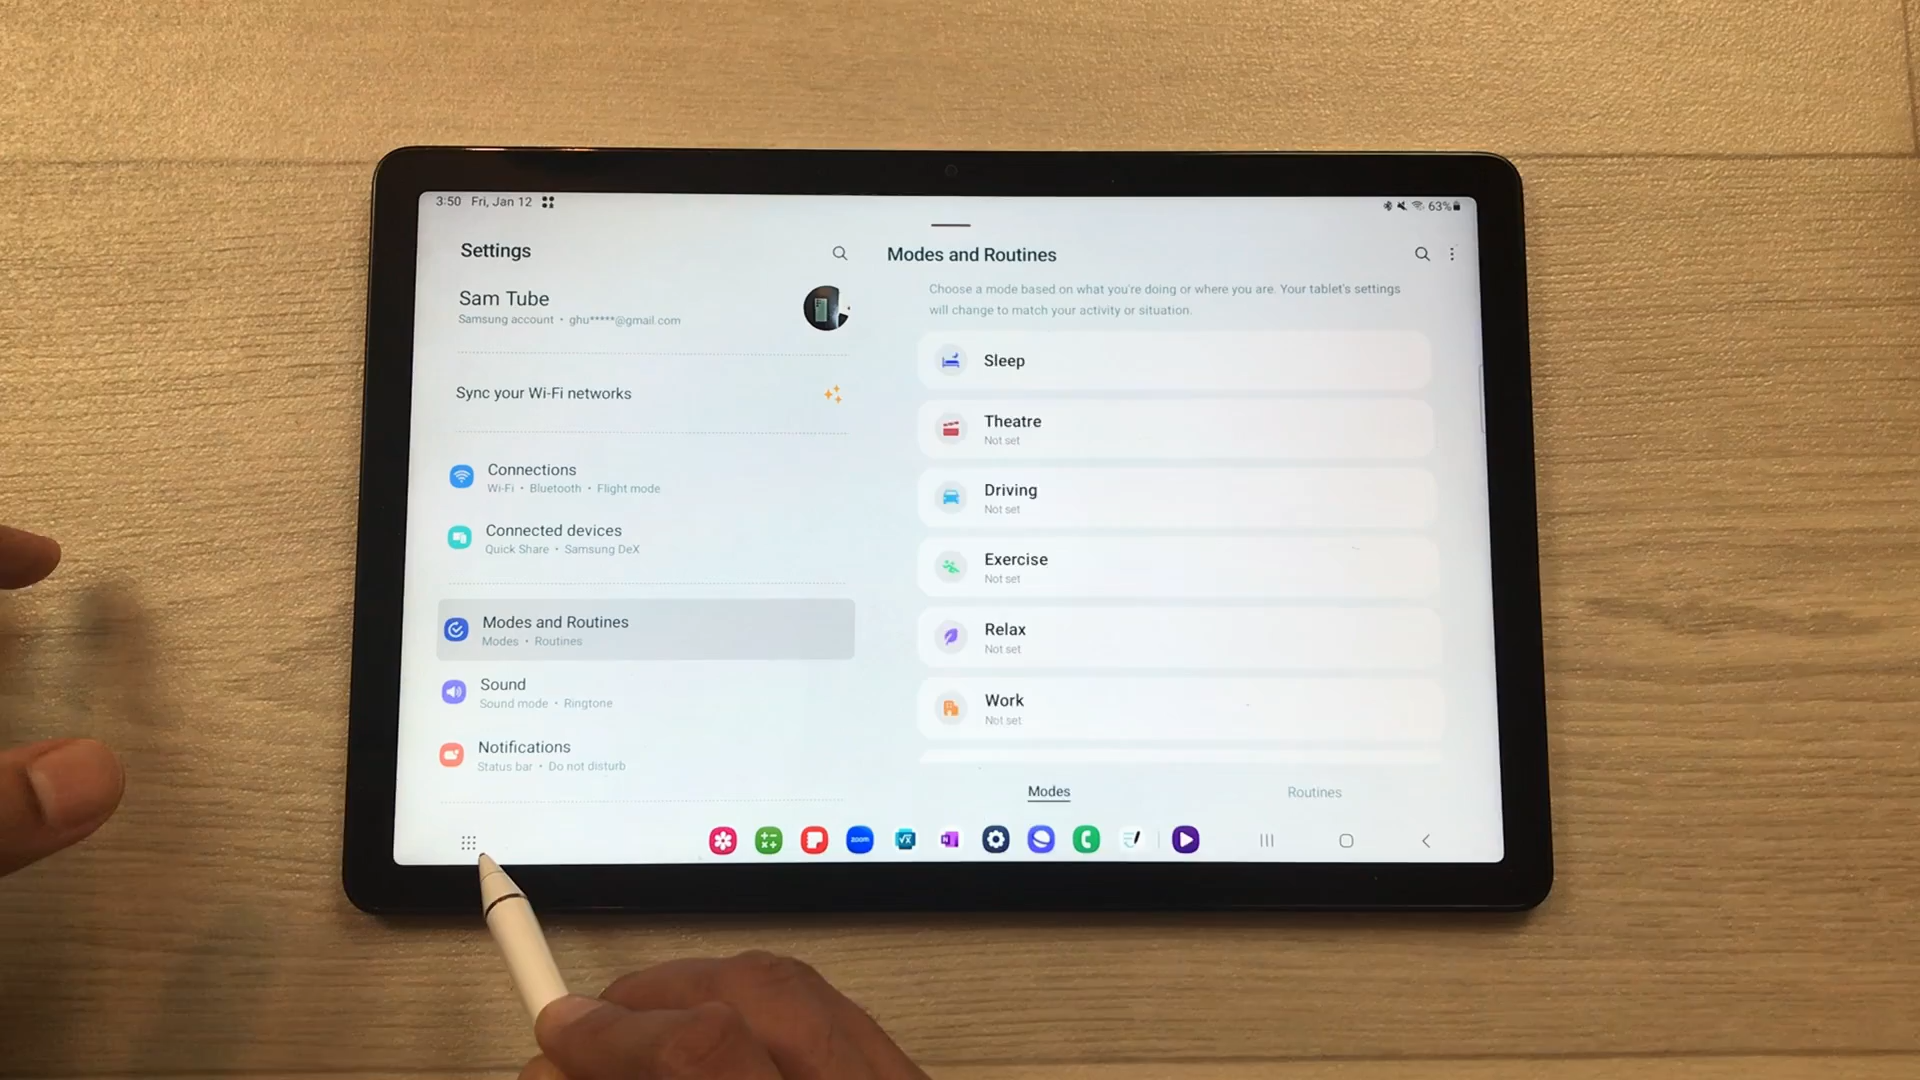 3:50 Fri, Jan 12
63%
Settings
Sam Tube
Samsung account • ghu*****@gmail.com
Sync your Wi-Fi networks
Connections
Wi-Fi • Bluetooth • Flight mode
Connected devices
Quick Share • Samsung DeX
Modes and Routines
Modes • Routines
Sound
Sound mode • Ringtone
Notifications
Status bar • Do not disturb
Modes and Routines
Choose a mode based on what you're doing or where you are. Your tablet's settings
will change to match your activity or situation.
Sleep
Theatre
Not set
Driving
Not set
Exercise
Not set
Relax
Not set
Work
Not set
Modes
Routines
zoom